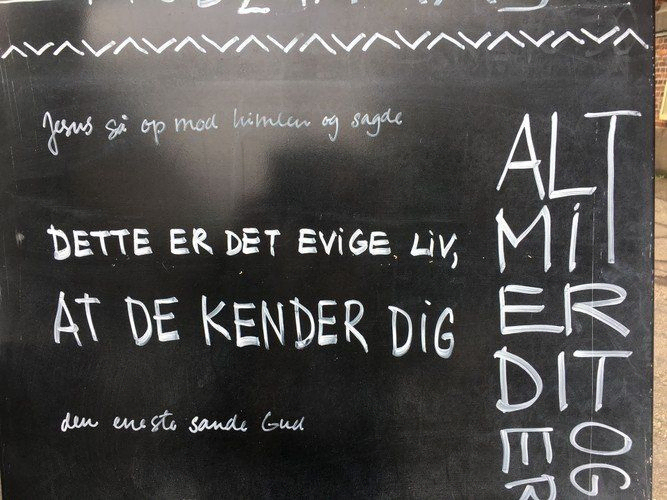 Jesus så op mod himlen og sagde
DETTE ER DET EViGE LiV,
AT DE KENDER DiG
den eneste sande Gud
ALT
Mi
ER
DIT
OG